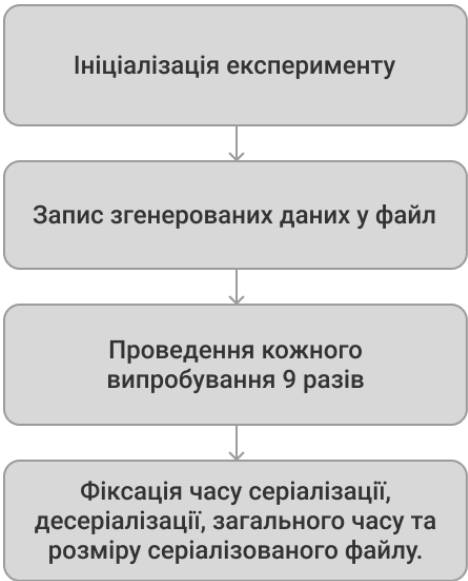 Ініціалізація експерименту
Запис згенерованих даних у файл
Проведення кожного
випробування 9 разів
Фіксація часу серіалізації,
десеріалізації, загального часу та
розміру серіалізованого файлу.